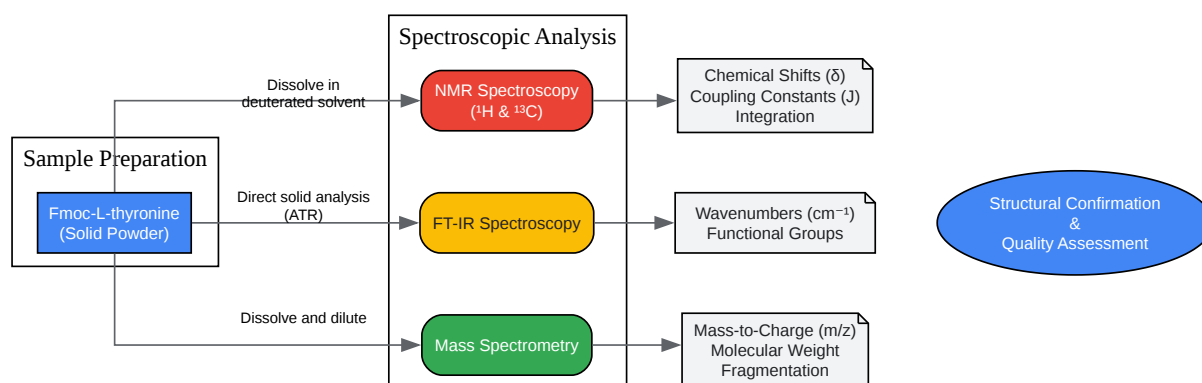 Sample Preparation
Fmoc-L-thyronine
(Solid Powder)
Dissolve in
deuterated solvent
Direct solid analysis
(ATR)
Dissolve and dilute
Spectroscopic Analysis
NMR Spectroscopy
(¹H & ¹³C)
FT-IR Spectroscopy
Mass Spectrometry
Chemical Shifts (δ)
Coupling Constants (J)
Integration
Wavenumbers (cm⁻¹)
Functional Groups
Mass-to-Charge (m/z)
Molecular Weight
Fragmentation
Structural Confirmation
&
Quality Assessment